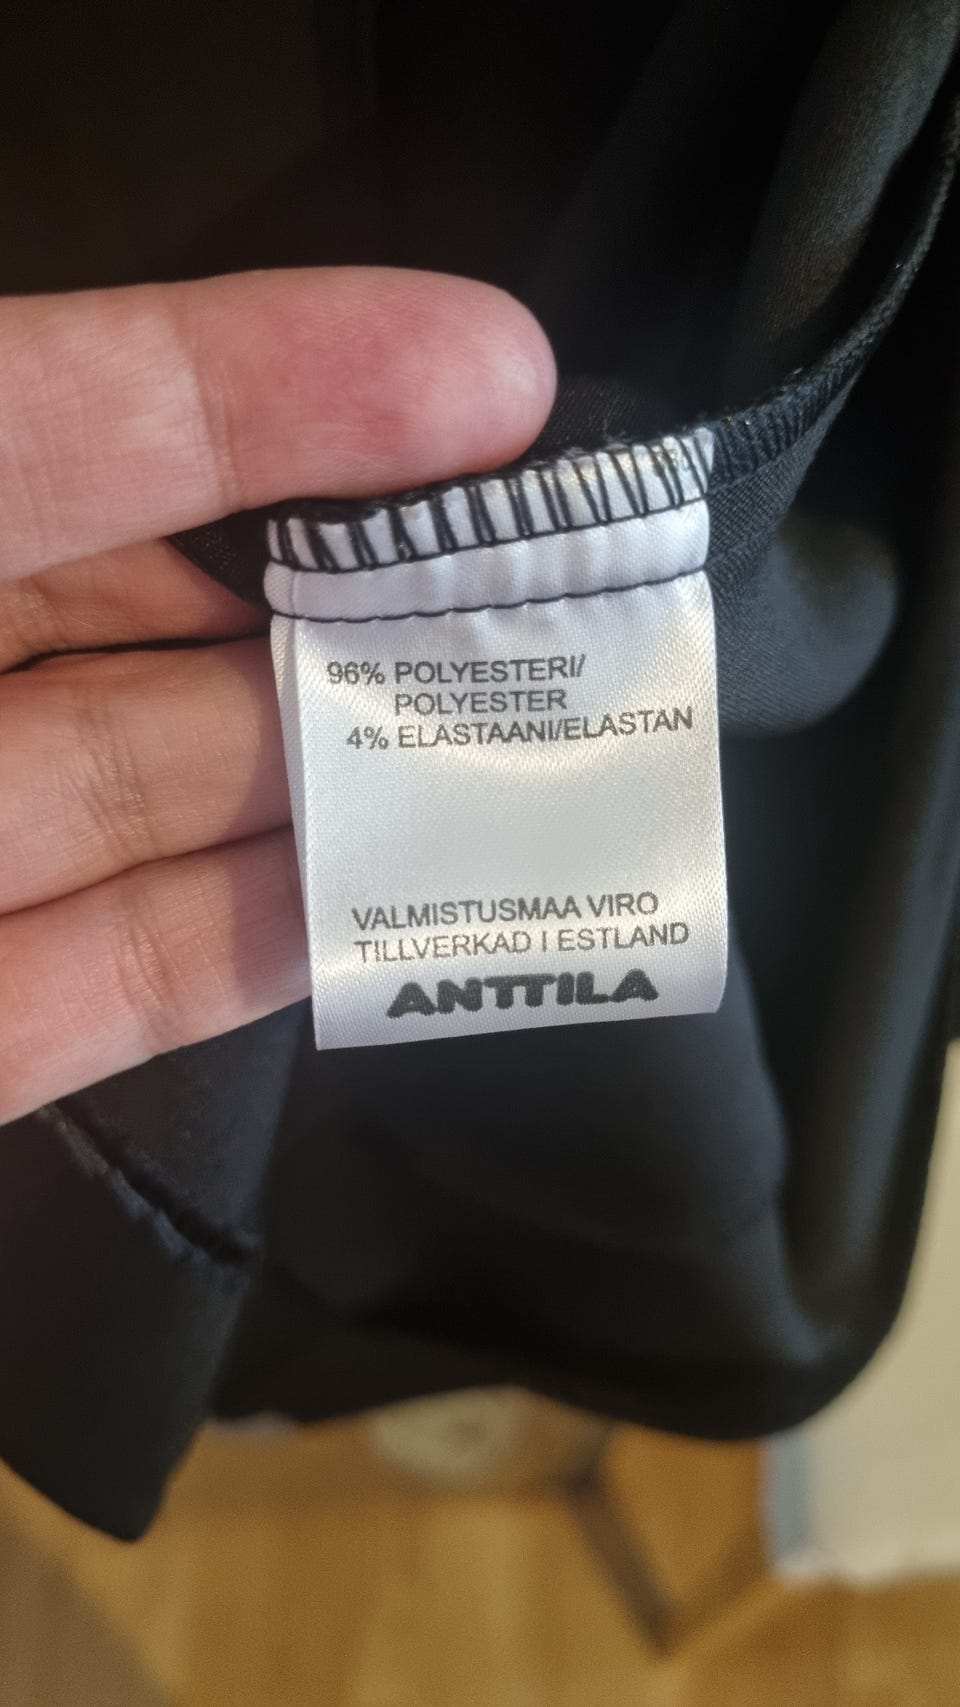 96% POLYESTERI/
POLYESTER
4% ELASTAANI/ELASTAN
VALMISTUSMAA VIRO
TILLVERKAD I ESTLAND
ANTTILA